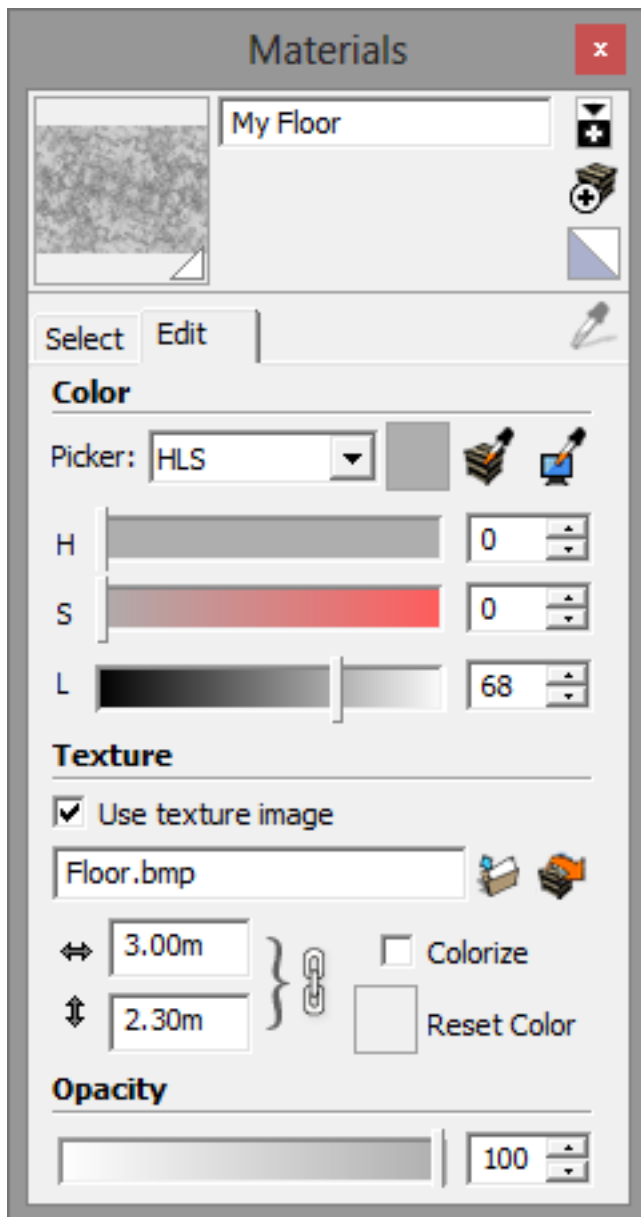 Materials
x
My Floor
Select Edit
Color
Picker: HLS
H 0
S 0
L 68
Texture
Use texture image
Floor.bmp
3.00m Colorize
2.30m Reset Color
Opacity
100